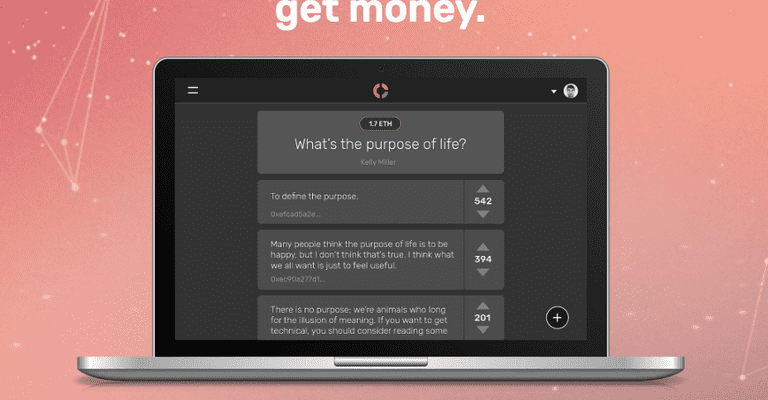 get money.
1.7 ETH
What's the purpose of life?
Kelly Miller
To define the purpose.
0xefcad5a2e...
542
Many people think the purpose of life is to be
happy, but I don't think that's true. I think what
we all want is just to feel useful.
0xec90a277d1...
394
There is no purpose; we're animals who long
for the illusion of meaning. If you want to get
technical, you should consider reading some
201